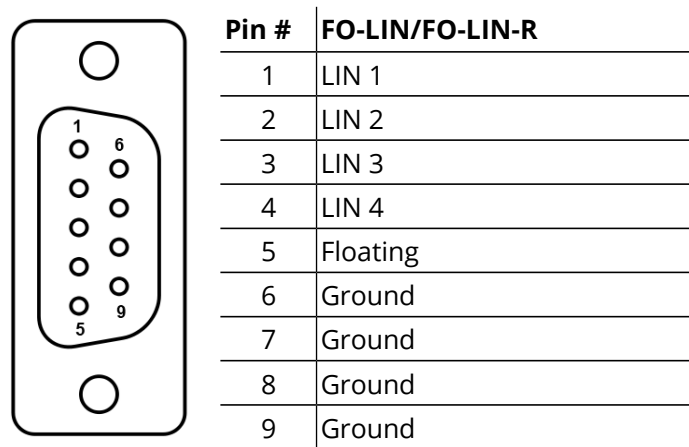 Pin # FO-LIN/FO-LIN-R
1 LIN 1
2 LIN 2
3 LIN 3
4 LIN 4
5 Floating
6 Ground
7 Ground
8 Ground
9 Ground
1
6
5
9